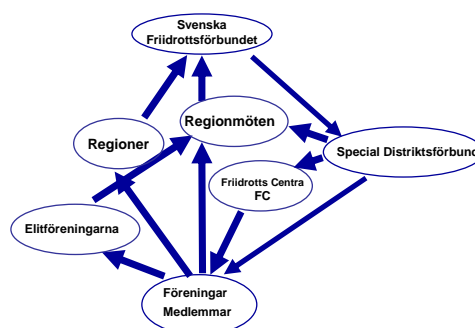 Svenska
Friidrottsförbundet
Regioner
Regionmöten
Special Distriktsförbund
Friidrotts Centra
FC
Elitföreningarna
Föreningar
Medlemmar